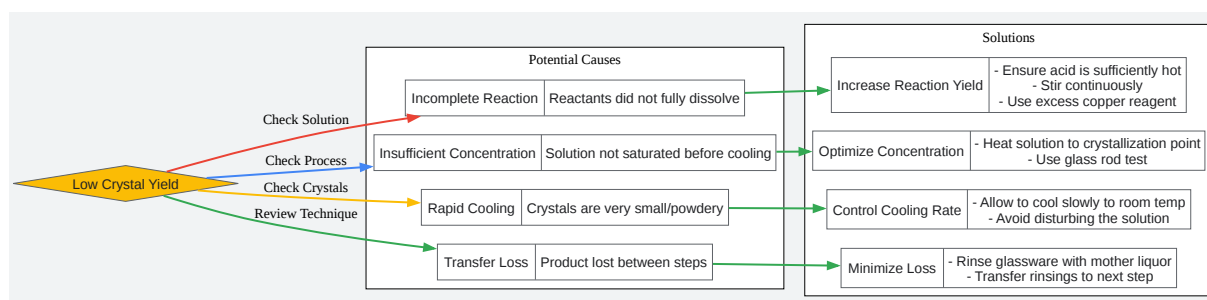 Low Crystal Yield
Check Solution
Check Process
Check Crystals
Review Technique
Potential Causes
Incomplete Reaction
Reactants did not fully dissolve
Insufficient Concentration
Solution not saturated before cooling
Rapid Cooling
Crystals are very small/powdery
Transfer Loss
Product lost between steps
Solutions
Increase Reaction Yield
- Ensure acid is sufficiently hot
- Stir continuously
- Use excess copper reagent
Optimize Concentration
- Heat solution to crystallization point
- Use glass rod test
Control Cooling Rate
- Allow to cool slowly to room temp
- Avoid disturbing the solution
Minimize Loss
- Rinse glassware with mother liquor
- Transfer rinsings to next step